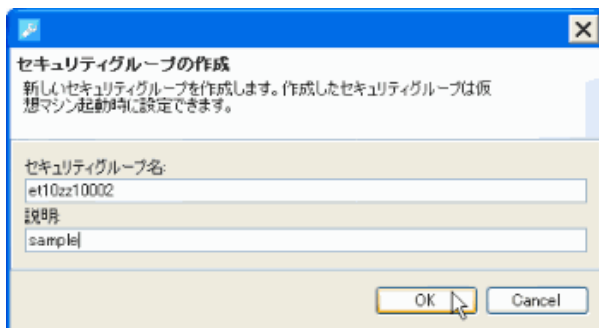 セキュリティグループの作成
新しいセキュリティグループを作成します。作成したセキュリティグループは仮
想マシン起動時に設定できます。
セキュリティグループ名:
et10zz10002
説明:
sample
OK
Cancel